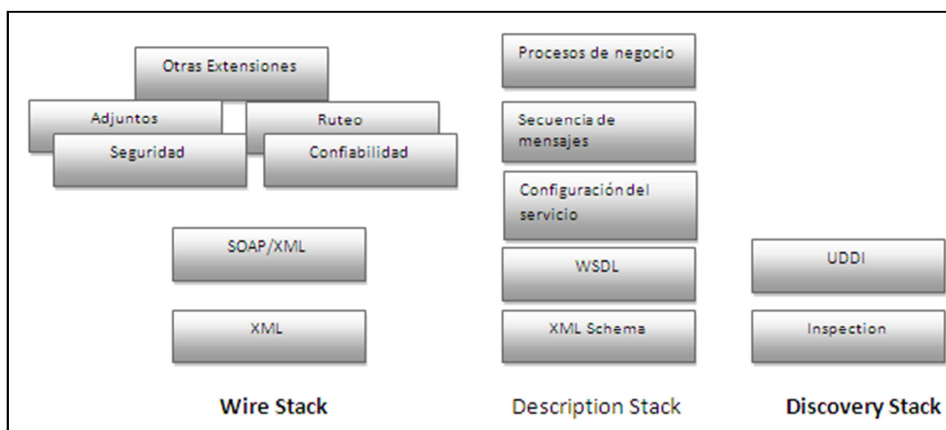 Otras Extensiones
Adjuntos
Ruteo
Seguridad
Confiabilidad
SOAP/XML
XML
Wire Stack
Procesos de negocio
Secuencia de
mensajes
Configuración del
servicio
WSDL
XML Schema
Description Stack
UDDI
Inspection
Discovery Stack